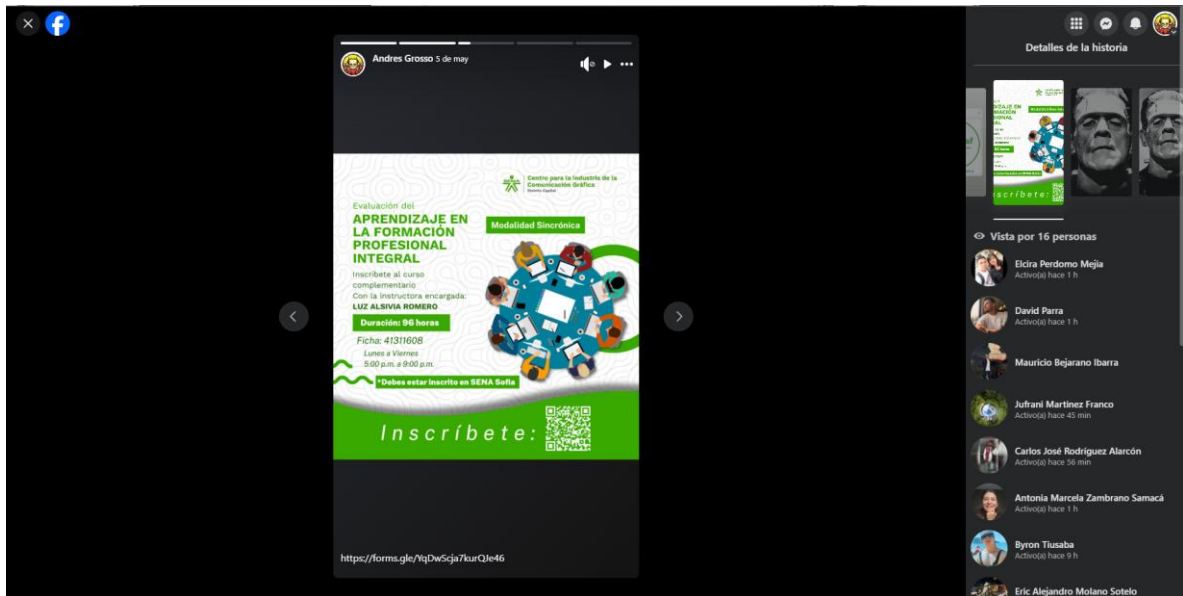 Andres Grosso 5 de may
SENA
Centro para la Industria de la
Comunicación Gráfica
Distrito Capital
Evaluación del
APRENDIZAJE EN
LA FORMACIÓN
PROFESIONAL
INTEGRAL
Modalidad Sincrónica
Inscríbete al curso
complementario
Con la instructora encargada:
LUZ ALSIVIA ROMERO
Duración: 96 horas
Ficha: 41311608
Lunes a Viernes
5:00 p.m. a 9:00 p.m.
*Debes estar inscrito en SENA Sofía
Inscríbete:
https://forms.gle/YqDwScja7kurQJe46
Detalles de la historia
Vista por 16 personas
Elcira Perdomo Mejia
Activo(a) hace 1 h
David Parra
Activo(a) hace 1 h
Mauricio Bejarano Ibarra
Jufrani Martinez Franco
Activo(a) hace 45 min
Carlos José Rodríguez Alarcón
Activo(a) hace 56 min
Antonia Marcela Zambrano Samacá
Activo(a) hace 1 h
Byron Tiusaba
Activo(a) hace 9 h
Eric Alejandro Molano Sotelo